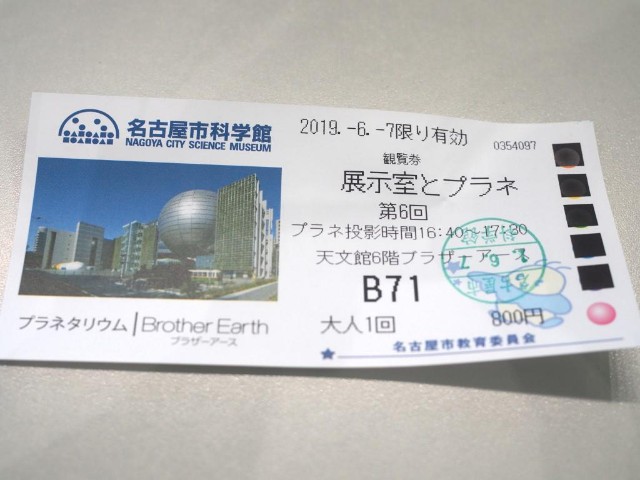 名古屋市科学館
NAGOYA CITY SCIENCE MUSEUM
2019.-6.-7限り有効
0354097
観覧券
展示室とプラネ
第6回
プラネ投影時間16:40~17:30
天文館6階ブラザーア
B71
大人1回
800円
プラネタリウム | Brother Earth
ブラザーアース
名古屋市教育委員会